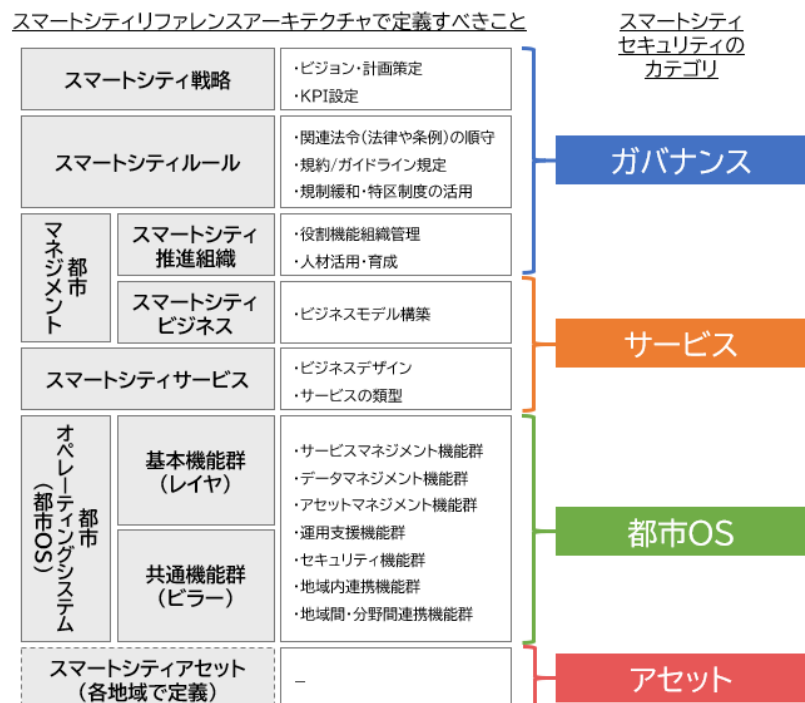 スマートシティリファレンスアーキテクチャで定義すべきこと
スマートシティ
セキュリティの
カテゴリ
スマートシティ戦略
・ビジョン・計画策定
・KPI設定
スマートシティルール
・関連法令(法律や条例)の順守
・規約/ガイドライン規定
・規制緩和・特区制度の活用
ガバナンス
都市
マネジメント
スマートシティ
推進組織
・役割機能組織管理
・人材活用・育成
スマートシティ
ビジネス
・ビジネスモデル構築
サービス
スマートシティサービス
・ビジネスデザイン
・サービスの類型
都市
オペレーティングシステム
(都市OS)
基本機能群
(レイヤ)
共通機能群
(ビラー)
・サービスマネジメント機能群
・データマネジメント機能群
・アセットマネジメント機能群
・運用支援機能群
・セキュリティ機能群
・地域内連携機能群
・地域間・分野間連携機能群
都市OS
スマートシティアセット
(各地域で定義)
–
アセット